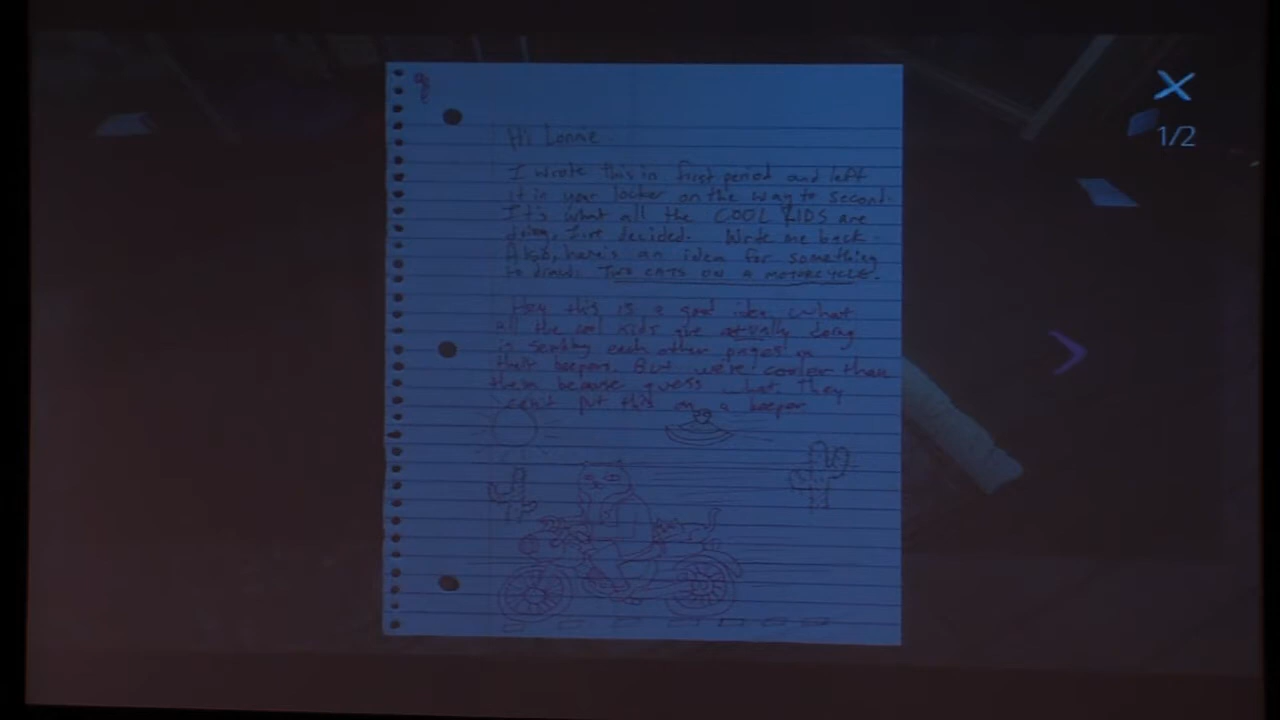 1/2
Hi Lonnie.
I wrote this in first period and left
it in your locker on the way to second.
It's what all the COOL KIDS are
doing, I've decided. Write me back.
Also, here's an idea for something
to draw: TWO CATS ON A MOTORCYCLE.
Hey this is a good idea. What
all the cool kids are actually doing
is sending each other pages on
their beepers. But we're cooler than
them because guess what. They
can't put this on a beeper